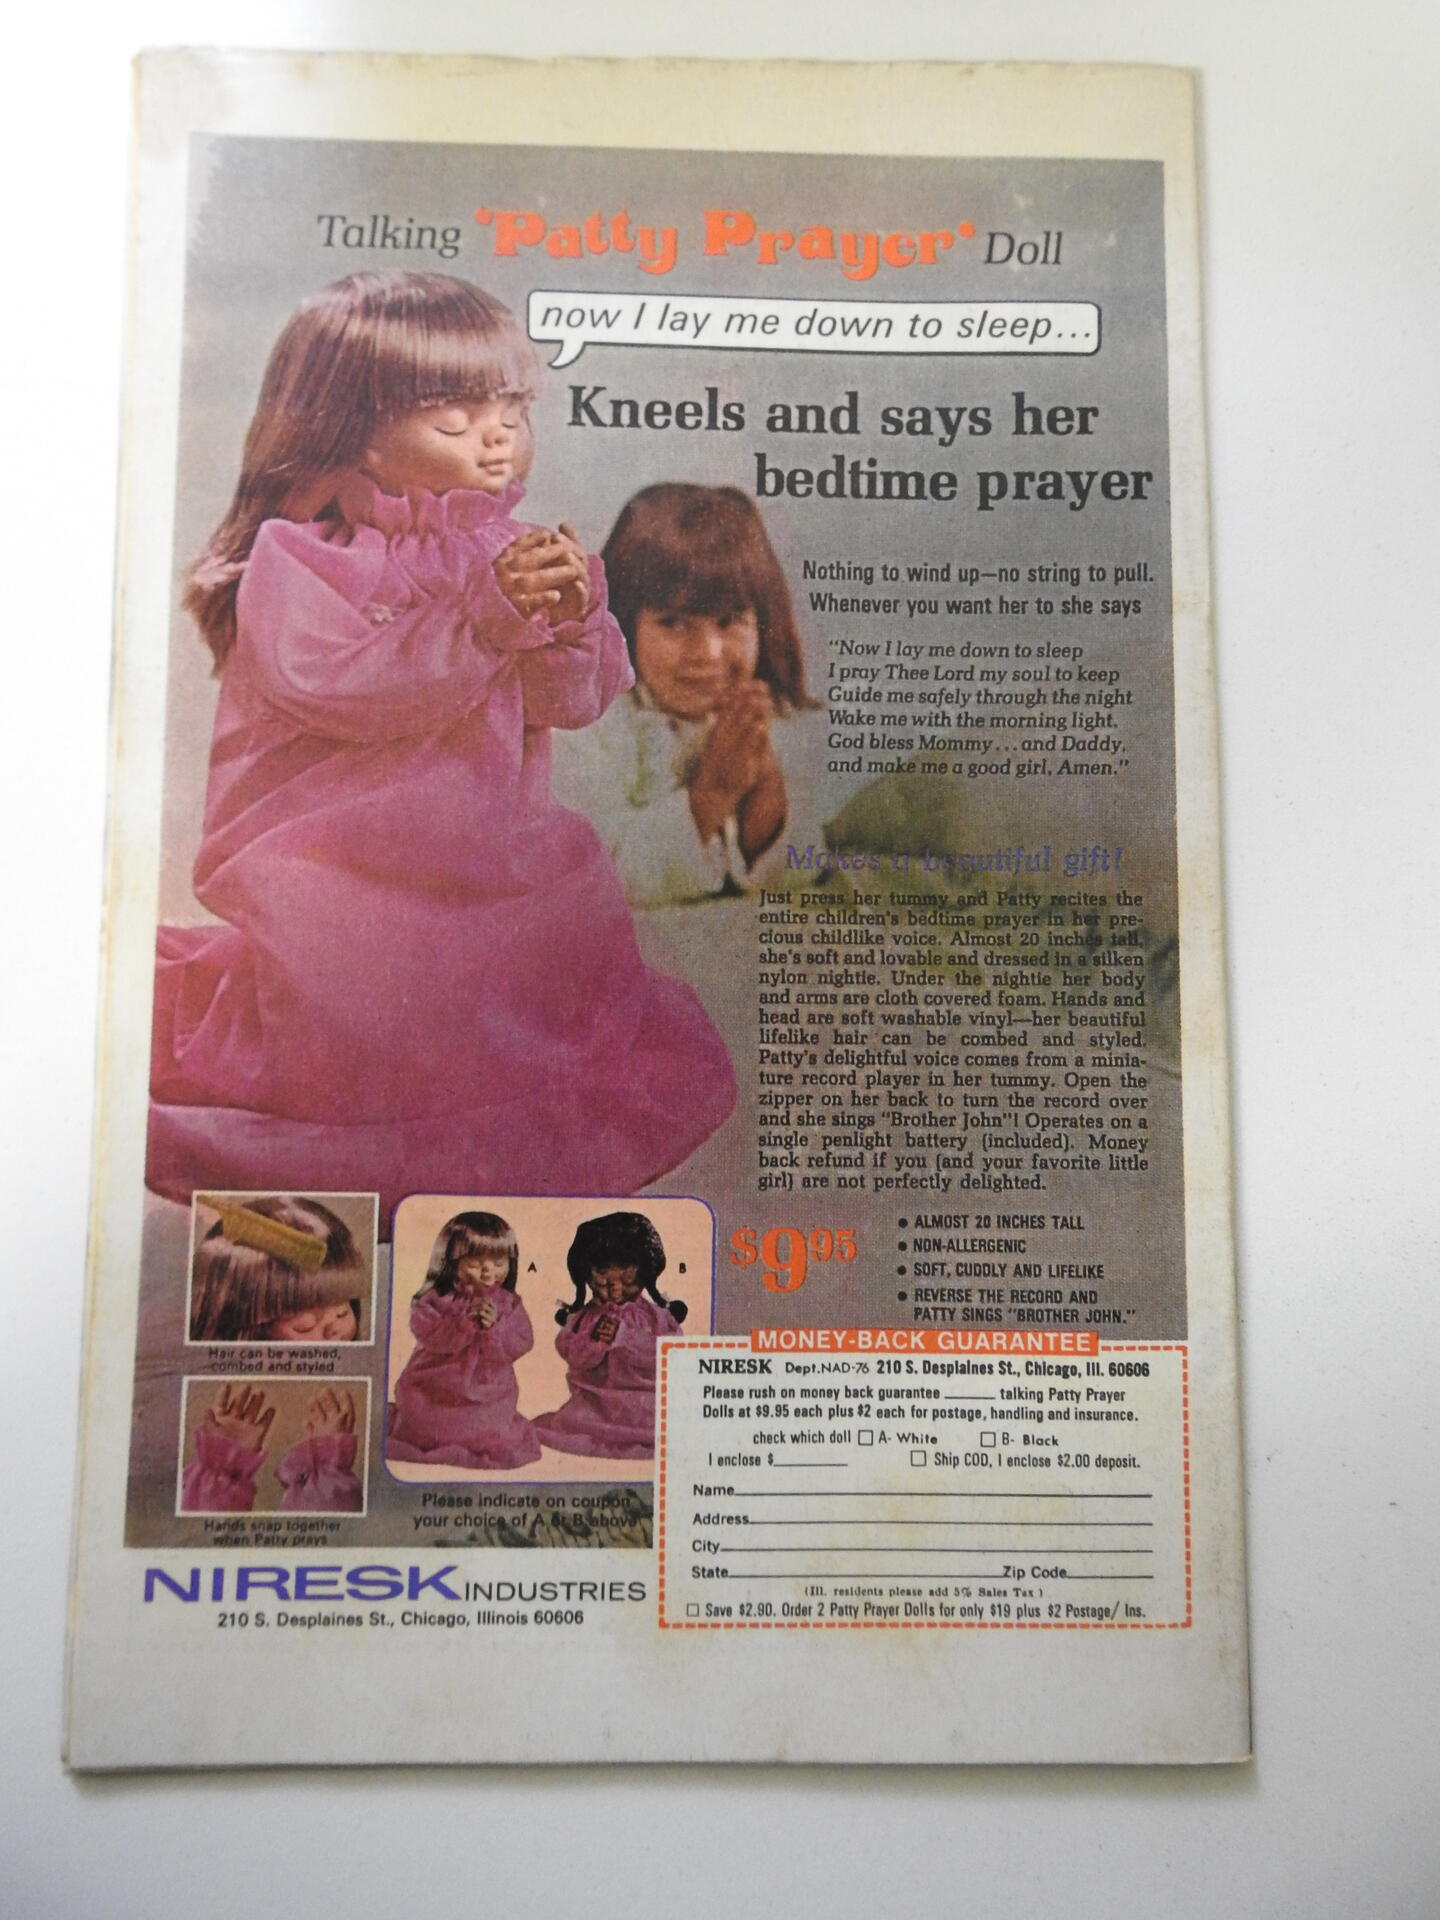 Talking 'Patty Prayer' Doll
now I lay me down to sleep...
Kneels and says her
bedtime prayer
Nothing to wind up—no string to pull.
Whenever you want her to she says
"Now I lay me down to sleep
I pray Thee Lord my soul to keep
Guide me safely through the night
Wake me with the morning light.
God bless Mommy...and Daddy,
and make me a good girl, Amen."
Makes a beautiful gift!
Just press her tummy and Patty recites the
entire children's bedtime prayer in her pre-
cious childlike voice. Almost 20 inches tall,
she's soft and lovable and dressed in a silken
nylon nightie. Under the nightie her body
and arms are cloth covered foam. Hands and
head are soft washable vinyl—her beautiful
lifelike hair can be combed and styled.
Patty's delightful voice comes from a minia-
ture record player in her tummy. Open the
zipper on her back to turn the record over
and she sings "Brother John"! Operates on a
single penlight battery (included). Money
back refund if you (and your favorite little
girl) are not perfectly delighted.
$9.95
• ALMOST 20 INCHES TALL
• NON-ALLERGENIC
• SOFT, CUDDLY AND LIFELIKE
• REVERSE THE RECORD AND
PATTY SINGS "BROTHER JOHN."
Hair can be washed,
combed and styled
Hands snap together
when Patty prays
A
B
Please indicate on coupon
your choice of A or B above
NIRESK INDUSTRIES
210 S. Desplaines St., Chicago, Illinois 60606
MONEY-BACK GUARANTEE
NIRESK Dept.NAD-76 210 S. Desplaines St., Chicago, Ill. 60606
Please rush on money back guarantee ______ talking Patty Prayer
Dolls at $9.95 each plus $2 each for postage, handling and insurance.
check which doll □ A- White □ B- Black
I enclose $________ □ Ship COD, I enclose $2.00 deposit.
Name
Address
City
State Zip Code
(Ill. residents please add 5% Sales Tax)
□ Save $2.90. Order 2 Patty Prayer Dolls for only $19 plus $2 Postage/ Ins.